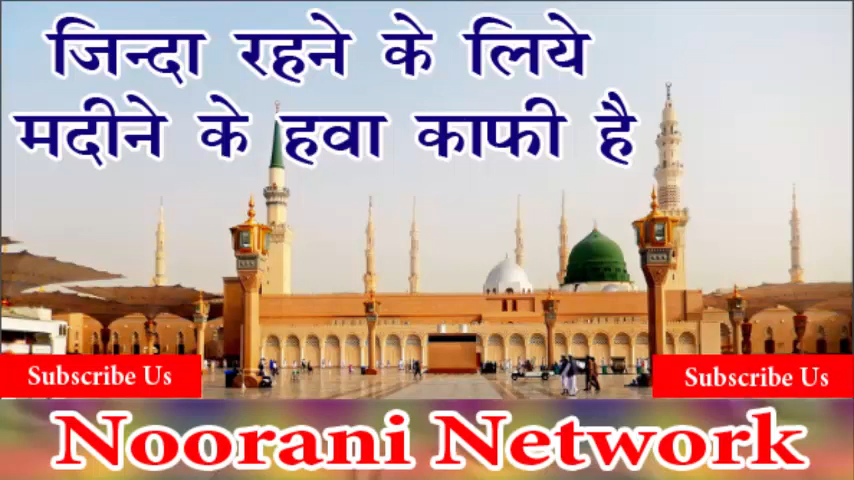 जिन्दा रहने के लिये
मदीने के हवा काफी है
Subscribe Us
Subscribe Us
Noorani Network